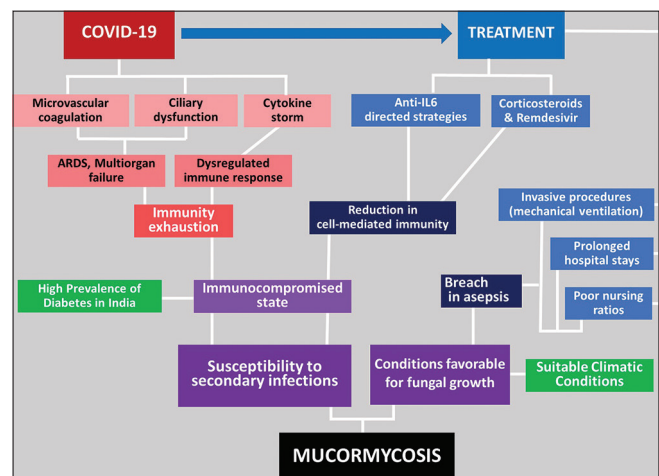 COVID-19
TREATMENT
Microvascular
coagulation
Ciliary
dysfunction
Cytokine
storm
Anti-IL6
directed strategies
Corticosteroids
& Remdesivir
ARDS, Multiorgan
failure
Dysregulated
immune response
Immunity
exhaustion
Reduction in
cell-mediated immunity
Invasive procedures
(mechanical ventilation)
Prolonged
hospital stays
High Prevalence of
Diabetes in India
Immunocompromised
state
Breach
in asepsis
Poor nursing
ratios
Susceptibility to
secondary infections
Conditions favorable
for fungal growth
Suitable Climatic
Conditions
MUCORMYCOSIS